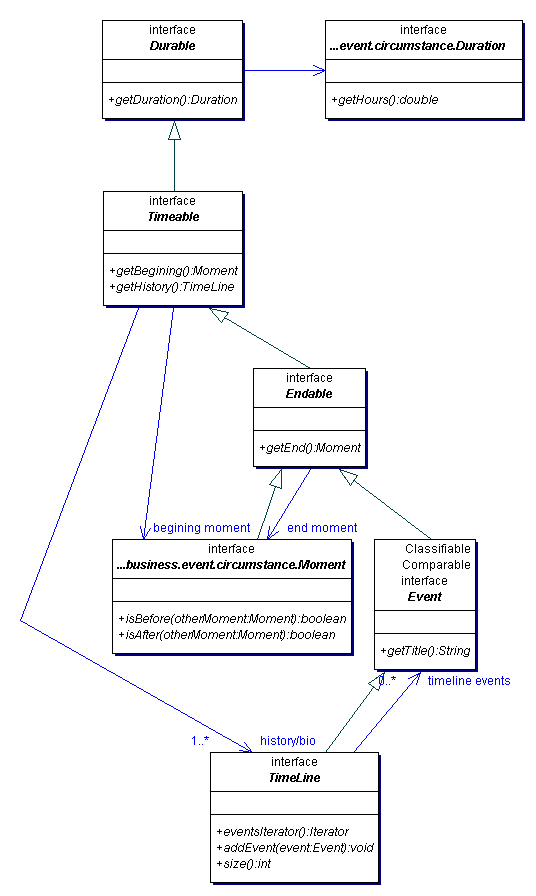 interface
Durable
+getDuration():Duration
interface
...event.circumstance.Duration
+getHours():double
interface
Timeable
+getBegining():Moment
+getHistory():TimeLine
interface
Endable
+getEnd():Moment
begining moment
end moment
interface
...business.event.circumstance.Moment
+isBefore(otherMoment:Moment):boolean
+isAfter(otherMoment:Moment):boolean
Classifiable
Comparable
interface
Event
+getTitle():String
0..*
timeline events
1..*
history/bio
interface
TimeLine
+eventsIterator():Iterator
+addEvent(event:Event):void
+size():int